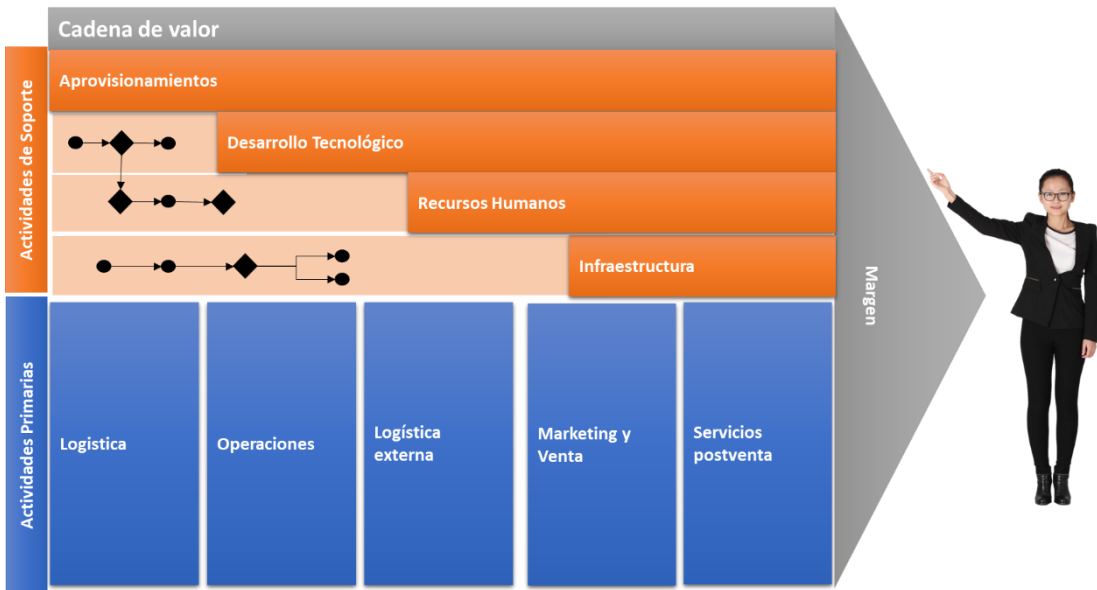 Cadena de valor
Actividades de Soporte
Aprovisionamientos
Desarrollo Tecnológico
Recursos Humanos
Infraestructura
Margen
Actividades Primarias
Logistica
Operaciones
Logística
externa
Marketing y
Venta
Servicios
postventa